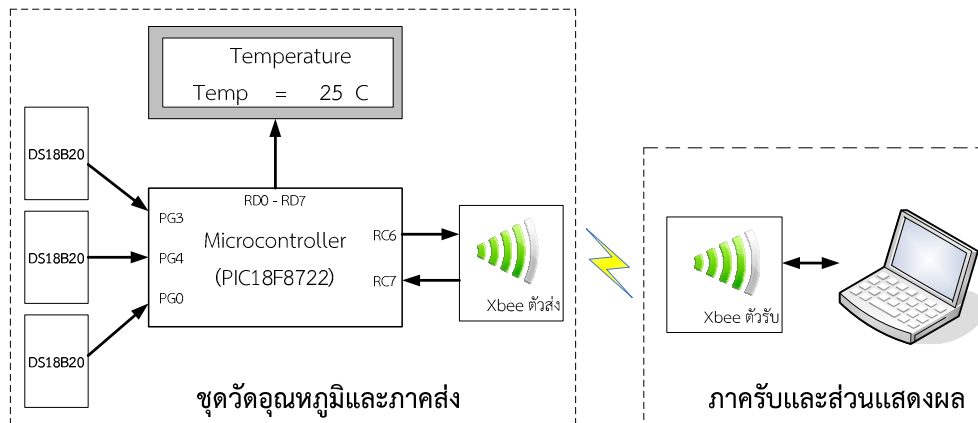 Temperature
Temp = 25 C
DS18B20
DS18B20
DS18B20
RD0 - RD7
PG3
PG4
PG0
Microcontroller
(PIC18F8722)
RC6
RC7
Xbee ตัวส่ง
Xbee ตัวรับ
ชุดวัดอุณหภูมิและภาคส่ง
ภาครับและส่วนแสดงผล